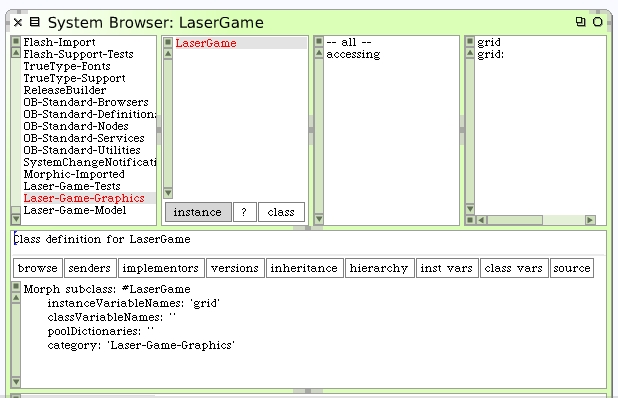 System Browser: LaserGame
Flash-Import
Flash-Support-Tests
TrueType-Fonts
TrueType-Support
ReleaseBuilder
OB-Standard-Browsers
OB-Standard-Definition
OB-Standard-Nodes
OB-Standard-Services
OB-Standard-Utilities
SystemChangeNotificati
Morphic-Imported
Laser-Game-Tests
Laser-Game-Graphics
Laser-Game-Model
LaserGame
instance ? class
-- all --
accessing
grid
grid:
Class definition for LaserGame
browse senders implementors versions inheritance hierarchy inst vars class vars source
Morph subclass: #LaserGame
instanceVariableNames: 'grid'
classVariableNames: ''
poolDictionaries: ''
category: 'Laser-Game-Graphics'